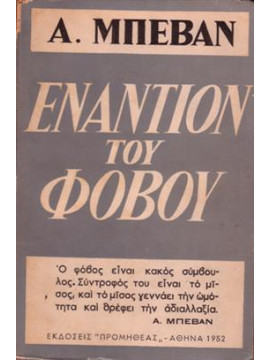 Α. ΜΠΕΒΑΝ
ΕΝΑΝΤΙΟΝ
ΤΟΥ
ΦΟΒΟΥ
Ὁ φόβος εἶναι κακός σύμβου-
λος. Σύντροφός του εἶναι τὸ μῖ-
σος, καὶ τὸ μῖσος γεννάει τὴν ὠμό-
τητα καὶ θρέφει τὴν ἀδιαλλαξία.
Α. ΜΠΕΒΑΝ
ΕΚΔΟΣΕΙΣ "ΠΡΟΜΗΘΕΑΣ" - ΑΘΗΝΑ 1952